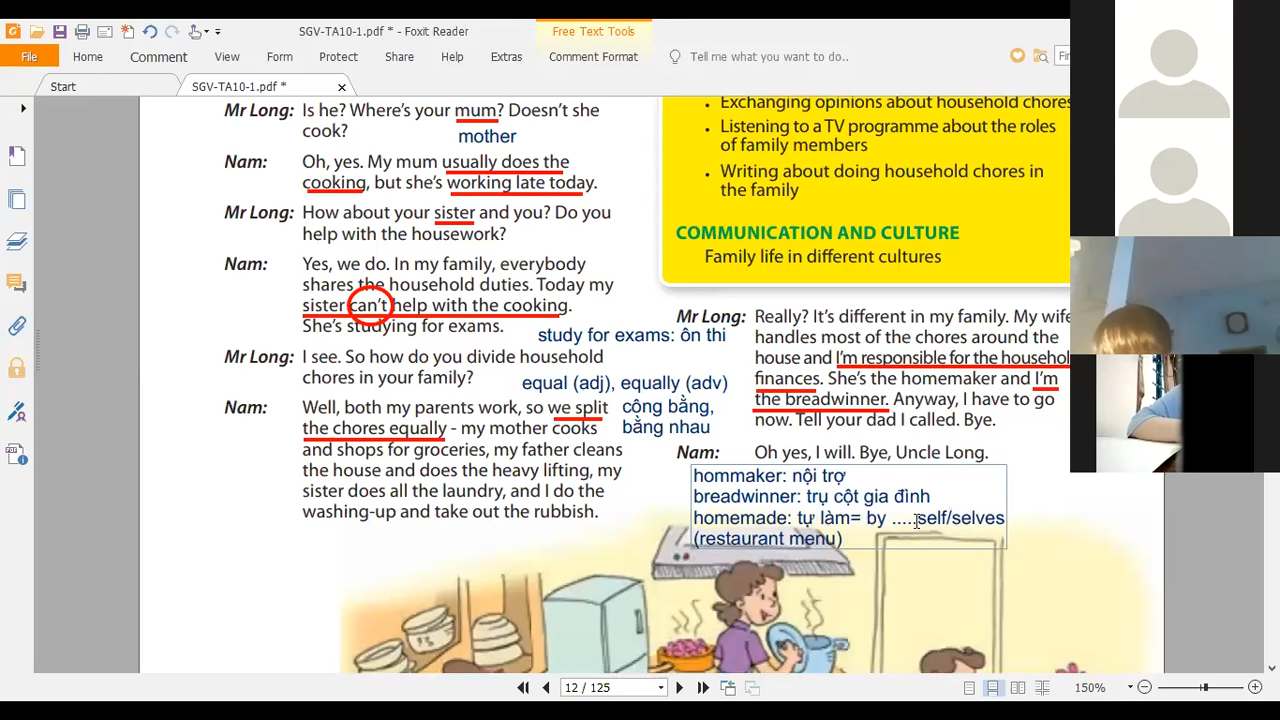 SGV-TA10-1.pdf * - Foxit Reader
Free Text Tools
File
Home
Comment
View
Form
Protect
Share
Help
Extras
Comment Format
Tell me what you want to do..
Start
SGV-TA10-1.pdf *
Mr Long: Is he? Where's your mum? Doesn't she
cook?
mother
Nam: Oh, yes. My mum usually does the
cooking, but she's working late today.
Mr Long: How about your sister and you? Do you
help with the housework?
Nam: Yes, we do. In my family, everybody
shares the household duties. Today my
sister can't help with the cooking.
She's studying for exams.
study for exams: ôn thi
Mr Long: I see. So how do you divide household
chores in your family?
equal (adj), equally (adv)
công bằng,
bằng nhau
Nam: Well, both my parents work, so we split
the chores equally - my mother cooks
and shops for groceries, my father cleans
the house and does the heavy lifting, my
sister does all the laundry, and I do the
washing-up and take out the rubbish.
• Exchanging opinions about household chores
• Listening to a TV programme about the roles
of family members
• Writing about doing household chores in
the family
COMMUNICATION AND CULTURE
Family life in different cultures
Mr Long: Really? It's different in my family. My wife
handles most of the chores around the
house and I'm responsible for the househol
finances. She's the homemaker and I'm
the breadwinner. Anyway, I have to go
now. Tell your dad I called. Bye.
Nam: Oh yes, I will. Bye, Uncle Long.
hommaker: nội trợ
breadwinner: trụ cột gia đình
homemade: tự làm= by .....self/selves
(restaurant menu)
12 / 125
150%